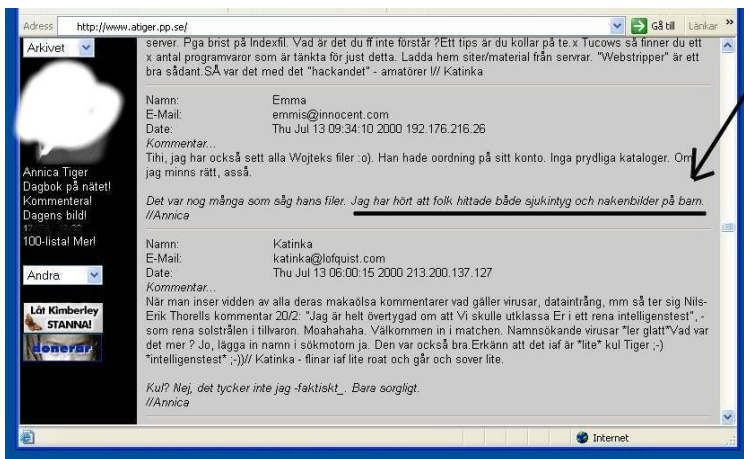 Adress http://www.atiger.pp.se/ Gå till Länkar »
Arkivet
Annica Tiger
Dagbok på nätet!
Kommentera!
Dagens bild!
100-lista! Mer!
Andra
Låt Kimberley
STANNA!
donera!
server. Pga brist på Indexfil. Vad är det du ff inte förstår ?Ett tips är du kollar på te.x Tucows så finner du ett
x antal programvaror som är tänkta för just detta. Ladda hem siter/material från servrar. "Webstripper" är ett
bra sådant.SÅ var det med det "hackandet" - amatörer !// Katinka
Namn: Emma
E-Mail: emmis@innocent.com
Date: Thu Jul 13 09:34:10 2000 192.176.216.26
Kommentar...
Tihi, jag har också sett alla Wojteks filer :o). Han hade oordning på sitt konto. Inga prydliga kataloger. Om
jag minns rätt, asså.
Det var nog många som såg hans filer. Jag har hört att folk hittade både sjukintyg och nakenbilder på barn.
//Annica
Namn: Katinka
E-Mail: katinka@lofquist.com
Date: Thu Jul 13 06:00:15 2000 213.200.137.127
Kommentar...
När man inser vidden av alla deras makaölsa kommentarer vad gäller virusar, dataintrång, mm så ter sig Nils-
Erik Thorells kommentar 20/2: "Jag är helt övertygad om att Vi skulle utklassa Er i ett rena intelligenstest", -
som rena solstrålen i tillvaron. Moahahaha. Välkommen in i matchen. Namnsökande virusar *ler glatt*Vad var
det mer ? Jo, lägga in namn i sökmotorn ja. Den var också bra.Erkänn att det iaf är *lite* kul Tiger ;-)
*intelligenstest* ;-))// Katinka - flinar iaf lite roat och går och sover lite.
Kul? Nej, det tycker inte jag -faktiskt_. Bara sorgligt.
//Annica
Internet